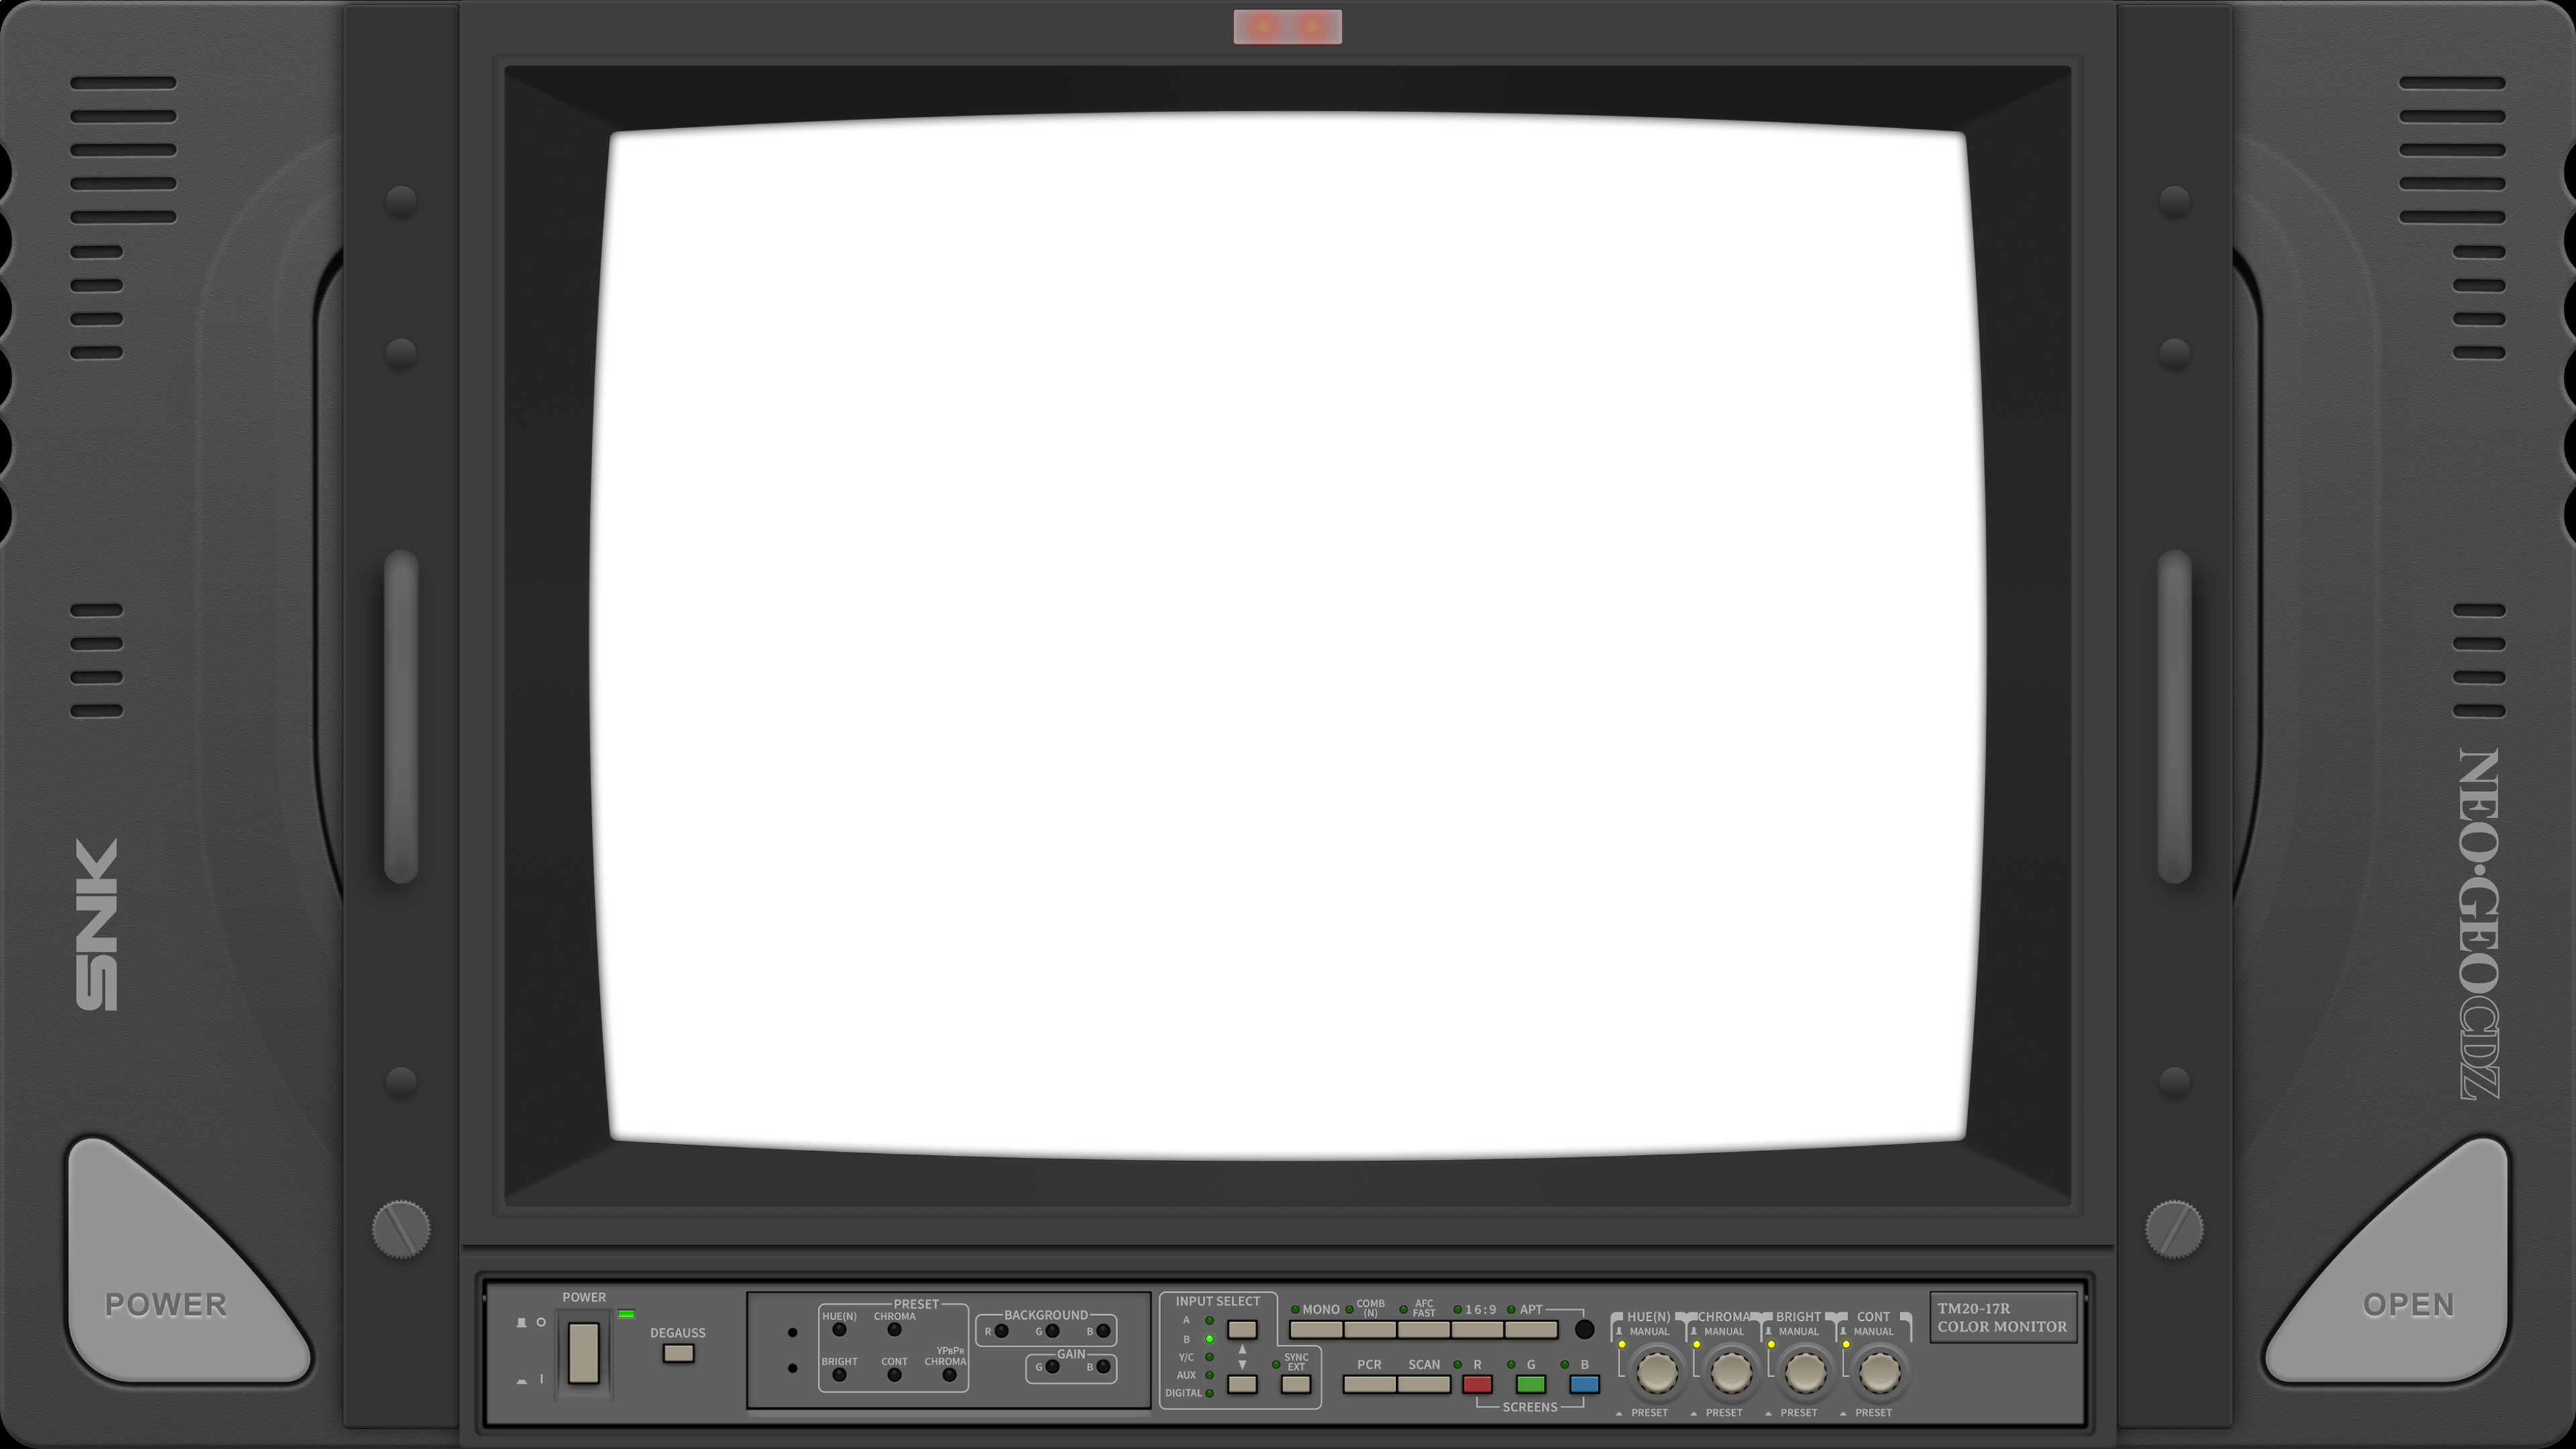 SNK
POWER
NEO·GEO CDZ
OPEN
POWER
DEGAUSS
PRESET
HUE(N) CHROMA
BRIGHT CONT YPBPR CHROMA
BACKGROUND
R G B
GAIN
G B
INPUT SELECT
A
B
Y/C
AUX
DIGITAL
SYNC EXT
MONO COMB (N) AFC FAST 16:9 APT
PCR SCAN R G B
SCREENS
HUE(N) CHROMA BRIGHT CONT
MANUAL MANUAL MANUAL MANUAL
PRESET PRESET PRESET PRESET
TM20-17R
COLOR MONITOR